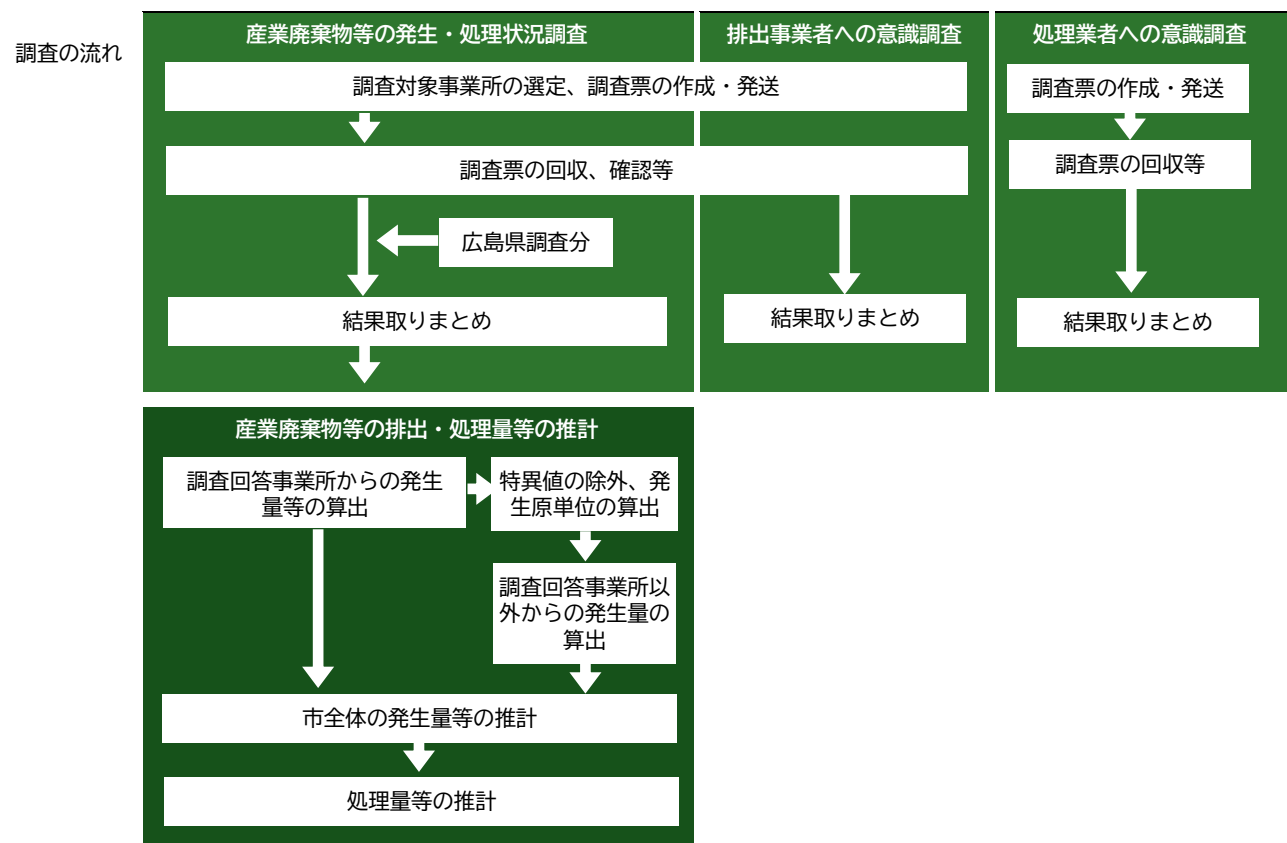 調査の流れ
産業廃棄物等の発生・処理状況調査
排出事業者への意識調査
処理業者への意識調査
調査対象事業所の選定、調査票の作成・発送
調査票の作成・発送
調査票の回収、確認等
調査票の回収等
広島県調査分
結果取りまとめ
結果取りまとめ
結果取りまとめ
産業廃棄物等の排出・処理量等の推計
調査回答事業所からの発生
量等の算出
特異値の除外、発
生原単位の算出
調査回答事業所以
外からの発生量の
算出
市全体の発生量等の推計
処理量等の推計